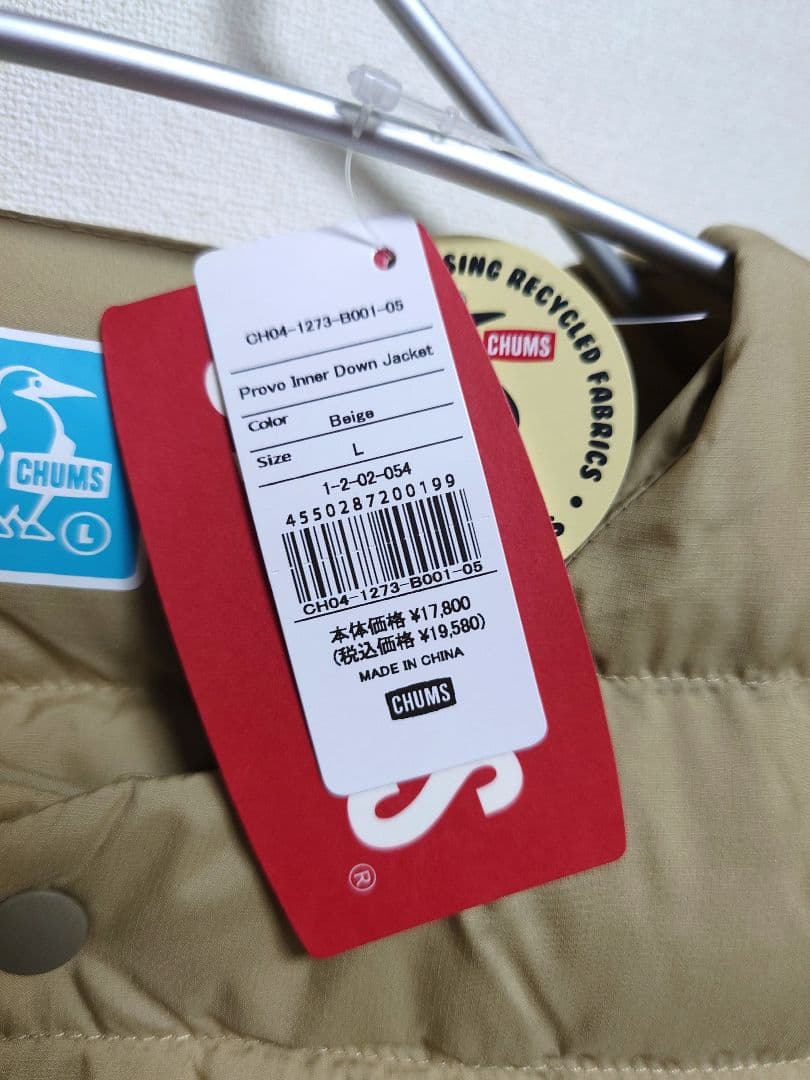 CH04-1273-B001-05
Provo Inner Down Jacket
Color Beige
Size L
1-2-02-054
4550287200199
CH04-1273-B001-05
本体価格 ¥17,800
(税込価格 ¥19,580)
MADE IN CHINA
CHUMS
S
®
CHUMS
L
RECYCLED FABRICS •
CHUMS